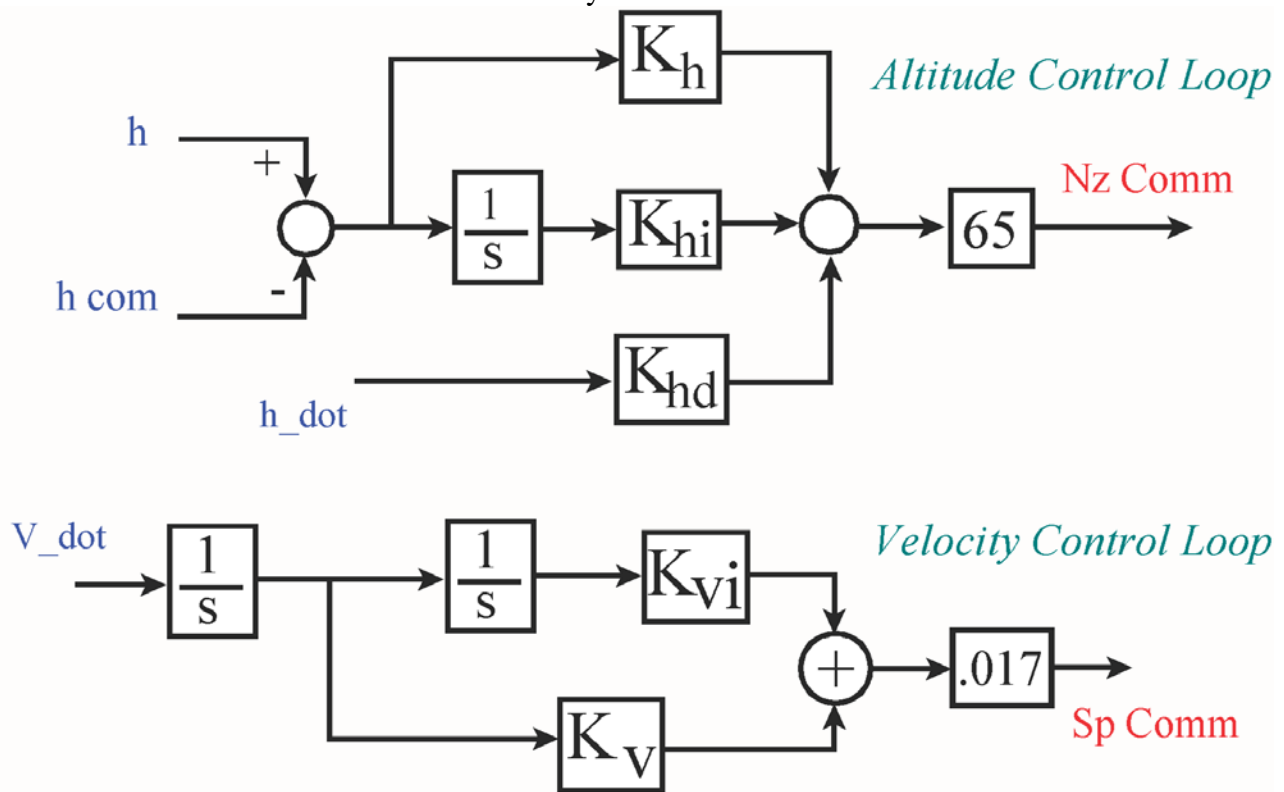 K_h
Altitude Control Loop
h
+
1
s
K_hi
65
Nz Comm
h com
-
h_dot
K_hd
V_dot
1
s
1
s
K_vi
Velocity Control Loop
+
.017
K_v
Sp Comm